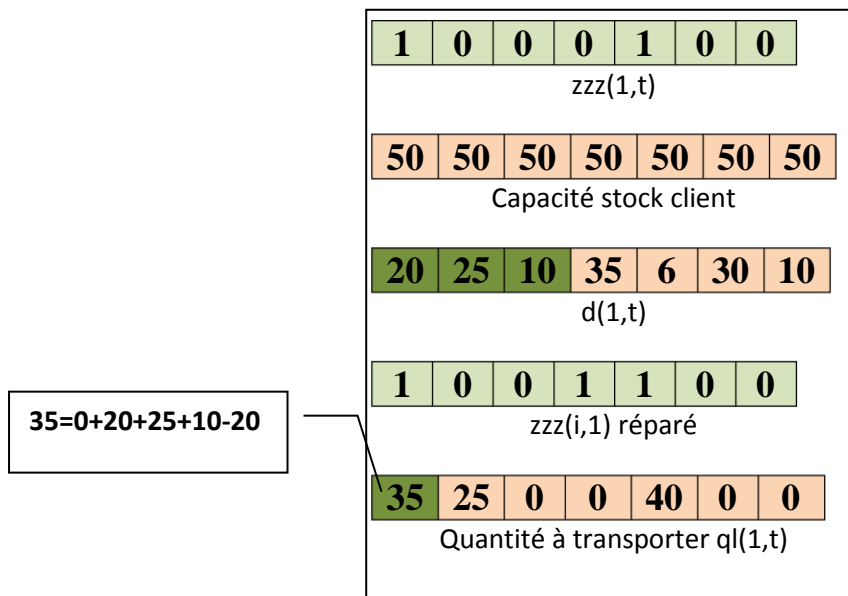 1 0 0 0 1 0 0
zzz(1,t)
50 50 50 50 50 50 50
Capacité stock client
20 25 10 35 6 30 10
d(1,t)
1 0 0 1 1 0 0
zzz(i,1) réparé
35=0+20+25+10-20
35 25 0 0 40 0 0
Quantité à transporter ql(1,t)